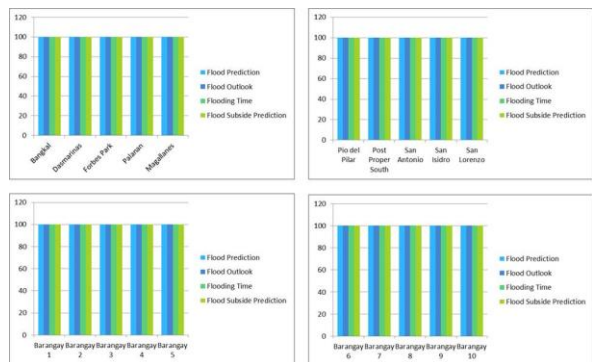 120
100
80
60
40
20
0
Bangkal
Dasmarinas
Forbes Park
Palanan
Magallanes
Flood Prediction
Flood Outlook
Flooding Time
Flood Subside Prediction
120
100
80
60
40
20
0
Pio del Pilar
Post Proper South
San Antonio
San Isidro
San Lorenzo
Flood Prediction
Flood Outlook
Flooding Time
Flood Subside Prediction
120
100
80
60
40
20
0
Barangay 1
Barangay 2
Barangay 3
Barangay 4
Barangay 5
Flood Prediction
Flood Outlook
Flooding Time
Flood Subside Prediction
120
100
80
60
40
20
0
Barangay 6
Barangay 7
Barangay 8
Barangay 9
Barangay 10
Flood Prediction
Flood Outlook
Flooding Time
Flood Subside Prediction